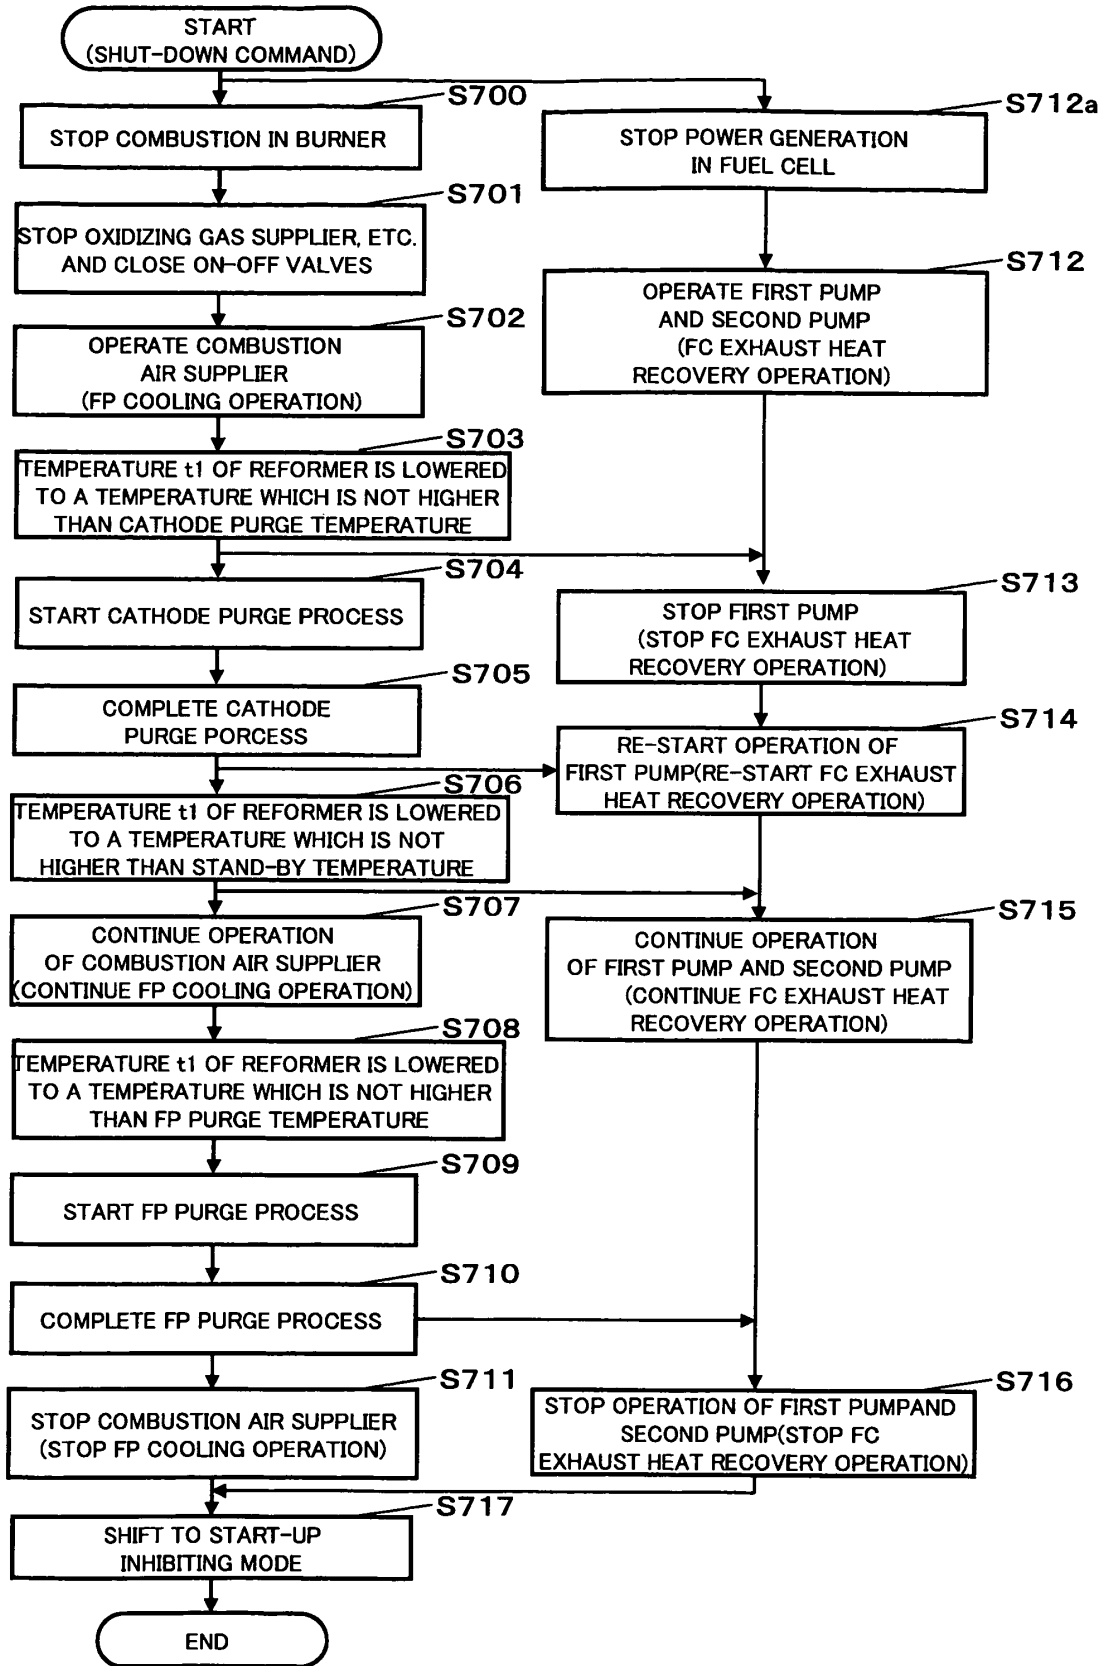 START
(SHUT-DOWN COMMAND)
S700
STOP COMBUSTION IN BURNER
S712a
STOP POWER GENERATION
IN FUEL CELL
S701
STOP OXIDIZING GAS SUPPLIER, ETC.
AND CLOSE ON-OFF VALVES
S712
OPERATE FIRST PUMP
AND SECOND PUMP
(FC EXHAUST HEAT
RECOVERY OPERATION)
S702
OPERATE COMBUSTION
AIR SUPPLIER
(FP COOLING OPERATION)
S703
TEMPERATURE t1 OF REFORMER IS LOWERED
TO A TEMPERATURE WHICH IS NOT HIGHER
THAN CATHODE PURGE TEMPERATURE
S704
START CATHODE PURGE PROCESS
S713
STOP FIRST PUMP
(STOP FC EXHAUST HEAT
RECOVERY OPERATION)
S705
COMPLETE CATHODE
PURGE PORCESS
S714
RE-START OPERATION OF
FIRST PUMP(RE-START FC EXHAUST
HEAT RECOVERY OPERATION)
S706
TEMPERATURE t1 OF REFORMER IS LOWERED
TO A TEMPERATURE WHICH IS NOT
HIGHER THAN STAND-BY TEMPERATURE
S707
CONTINUE OPERATION
OF COMBUSTION AIR SUPPLIER
(CONTINUE FP COOLING OPERATION)
S715
CONTINUE OPERATION
OF FIRST PUMP AND SECOND PUMP
(CONTINUE FC EXHAUST HEAT
RECOVERY OPERATION)
S708
TEMPERATURE t1 OF REFORMER IS LOWERED
TO A TEMPERATURE WHICH IS NOT HIGHER
THAN FP PURGE TEMPERATURE
S709
START FP PURGE PROCESS
S710
COMPLETE FP PURGE PROCESS
S711
STOP COMBUSTION AIR SUPPLIER
(STOP FP COOLING OPERATION)
S716
STOP OPERATION OF FIRST PUMPAND
SECOND PUMP(STOP FC
EXHAUST HEAT RECOVERY OPERATION)
S717
SHIFT TO START-UP
INHIBITING MODE
END